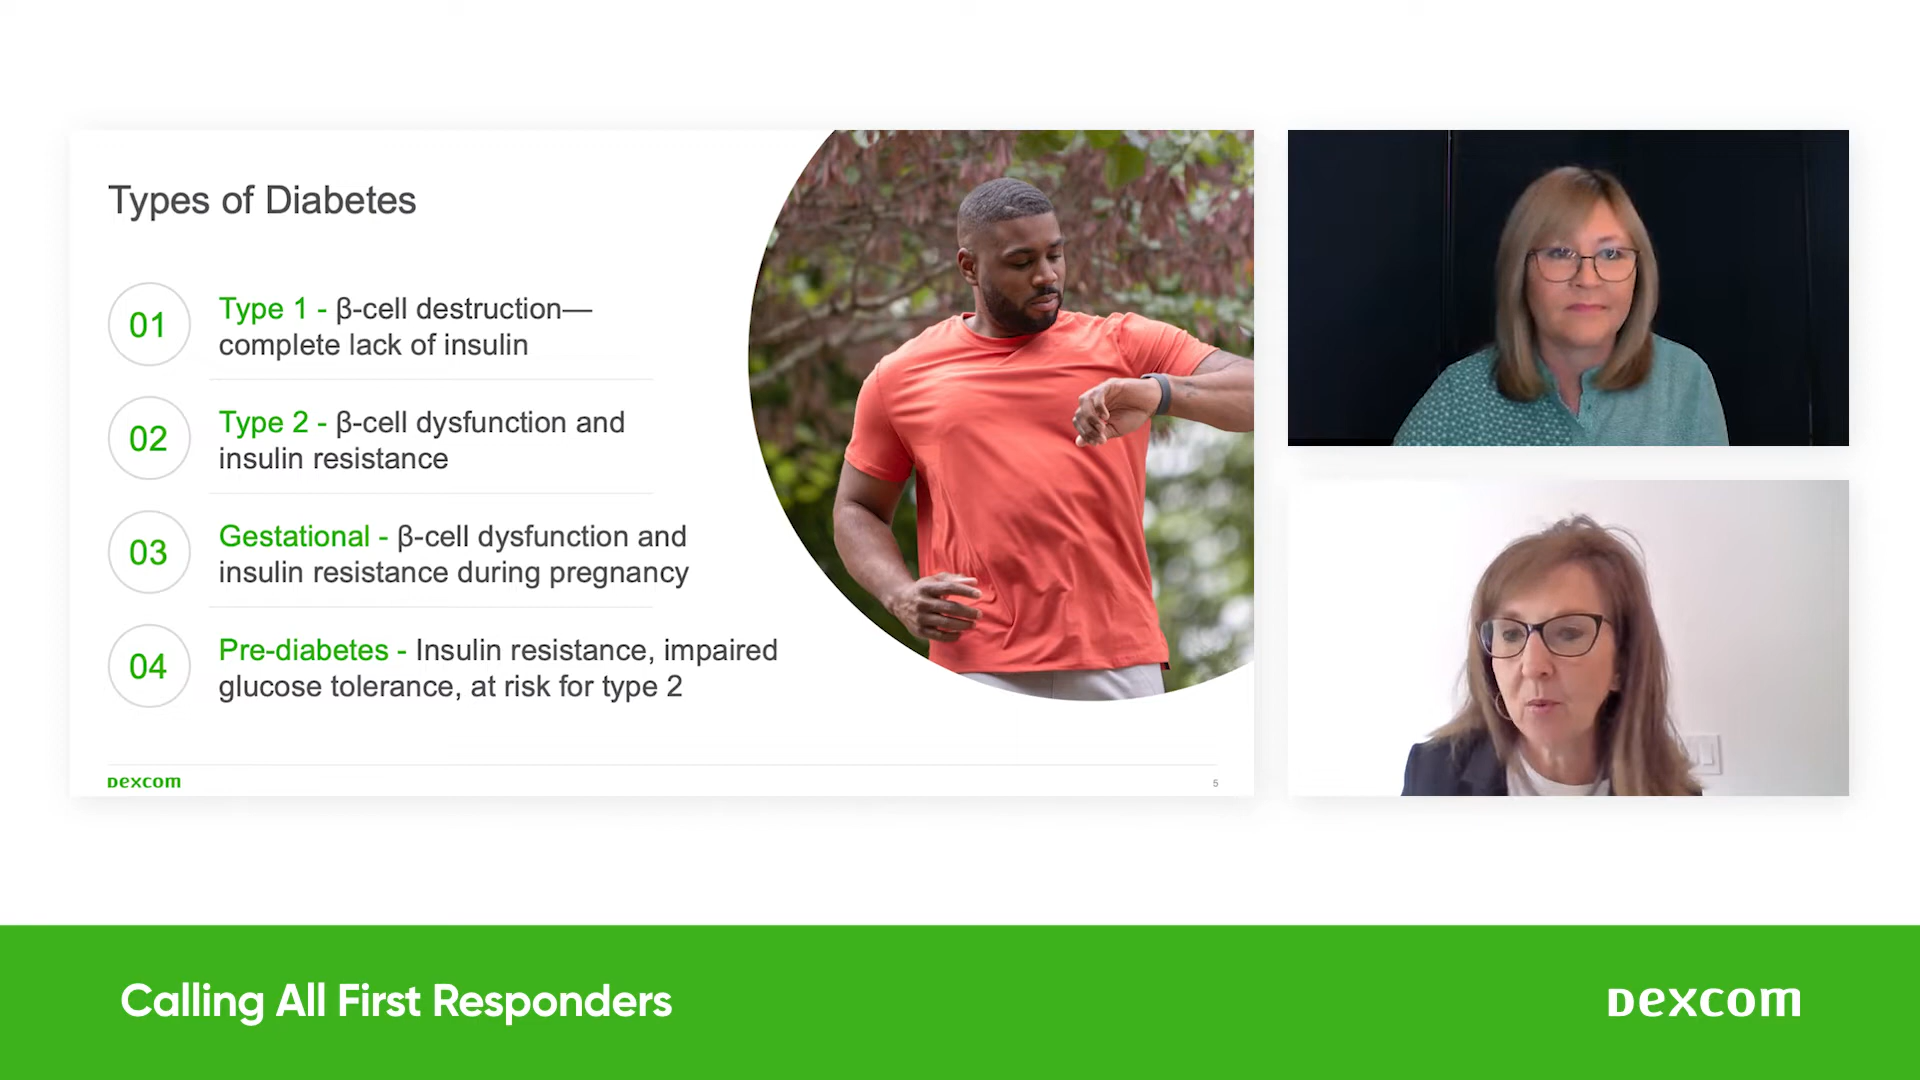 Types of Diabetes
01
Type 1 - β-cell destruction—
complete lack of insulin
02
Type 2 - β-cell dysfunction and
insulin resistance
03
Gestational - β-cell dysfunction and
insulin resistance during pregnancy
04
Pre-diabetes - Insulin resistance, impaired
glucose tolerance, at risk for type 2
Dexcom
5
Calling All First Responders
Dexcom